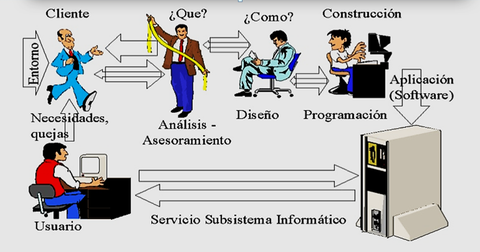 Cliente
¿Que?
¿Como?
Construcción
Entorno
Necesidades,
quejas
Análisis -
Asesoramiento
Diseño
Programación
Aplicación
(Software)
Usuario
Servicio Subsistema Informático